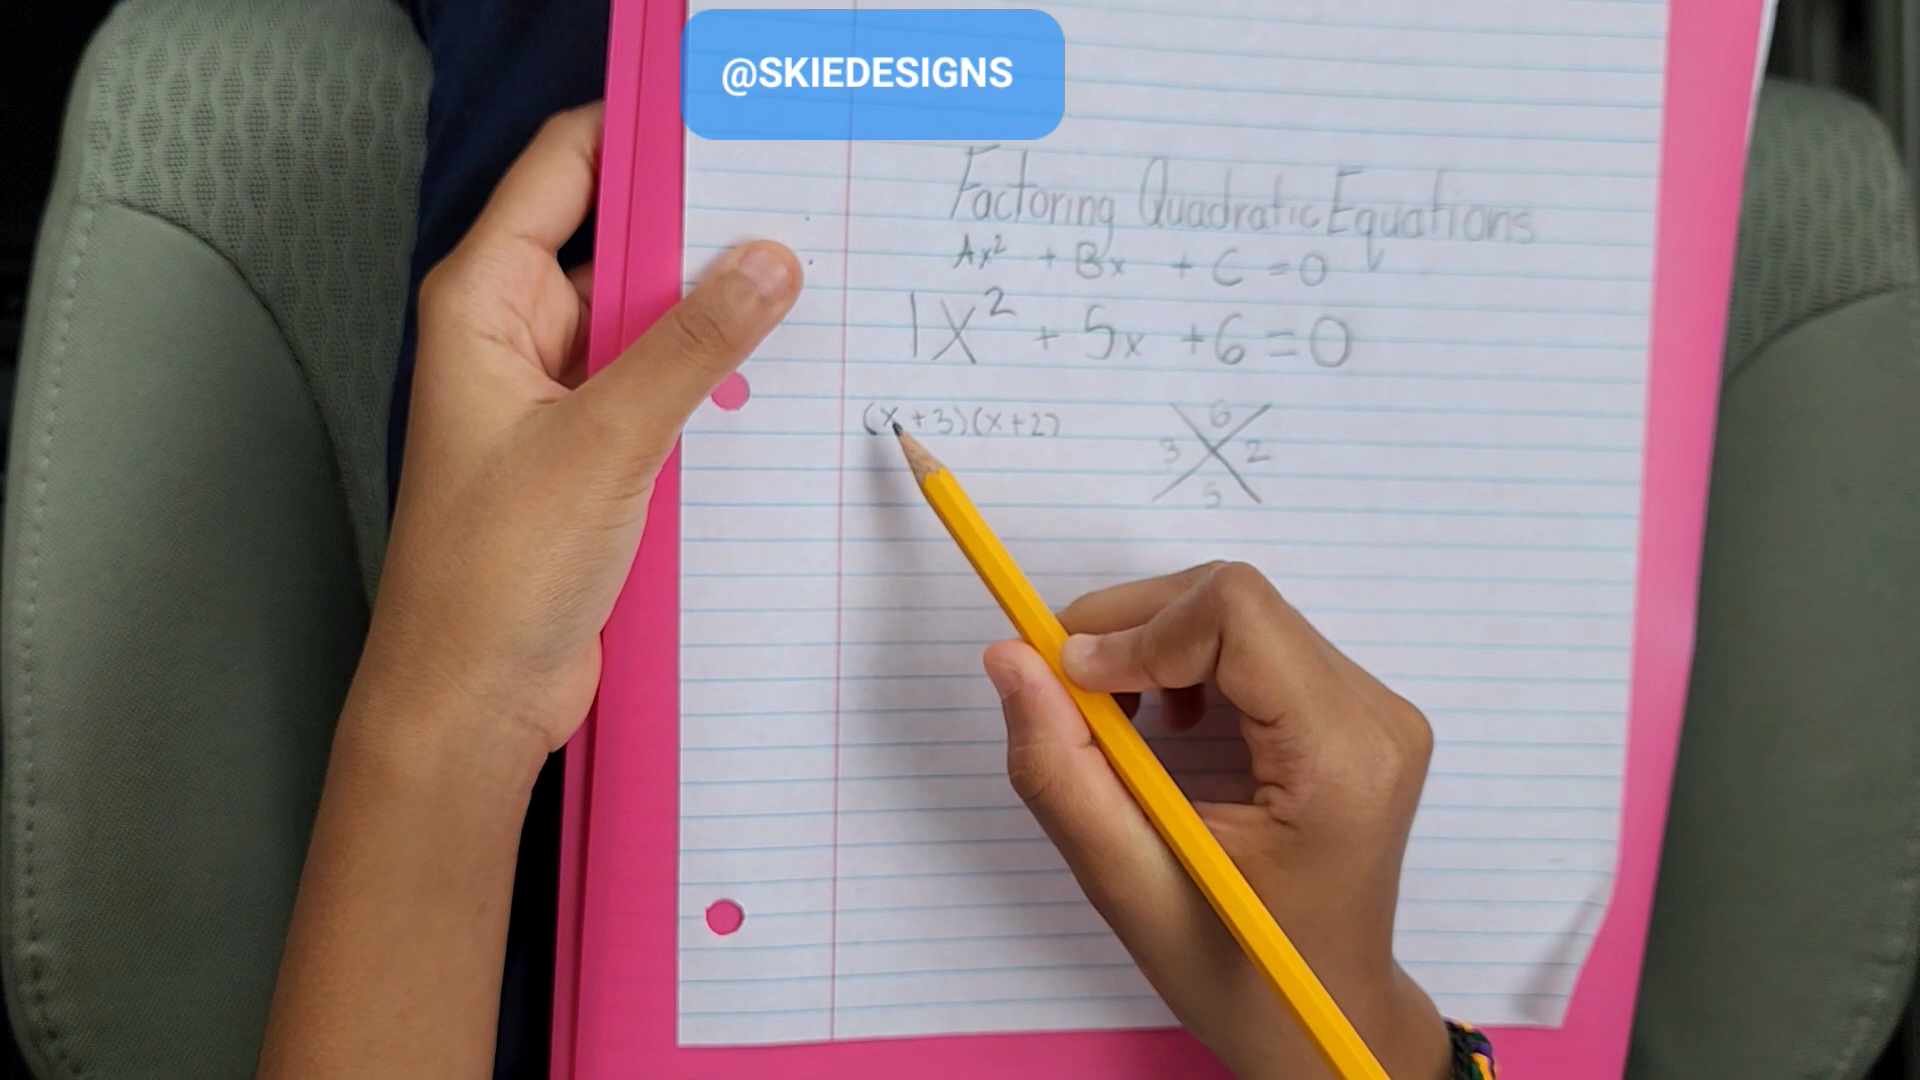 @SKIEDESIGNS
Factoring Quadratic Equations
Ax² + Bx + C = 0
1X² + 5x + 6 = 0
(x + 3)(x + 2)
6
3 2
5